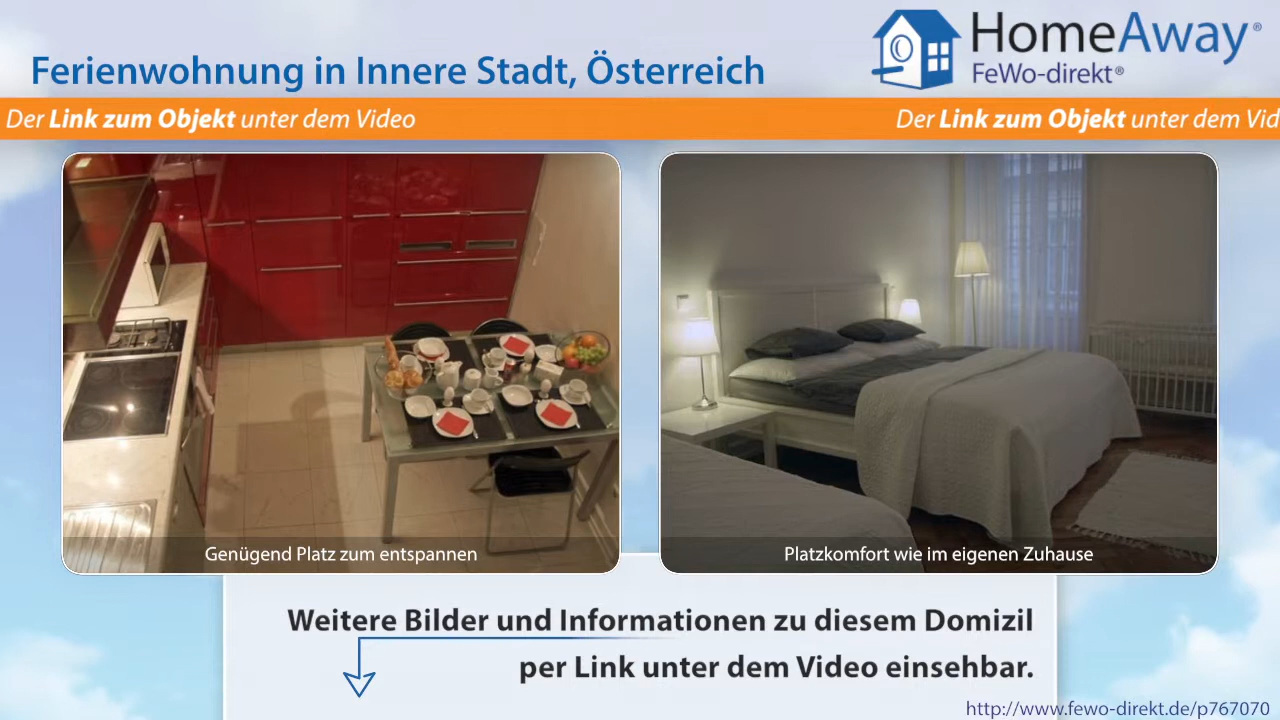 Ferienwohnung in Innere Stadt, Österreich
HomeAway®
FeWo-direkt®
Der Link zum Objekt unter dem Video
Der Link zum Objekt unter dem Vid
Genügend Platz zum entspannen
Platzkomfort wie im eigenen Zuhause
Weitere Bilder und Informationen zu diesem Domizil
per Link unter dem Video einsehbar.
http://www.fewo-direkt.de/p767070